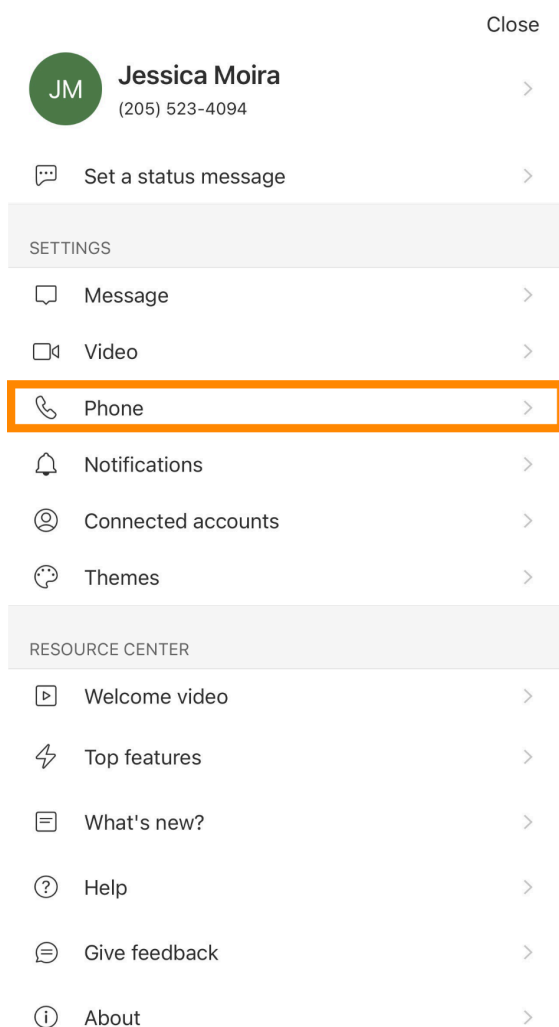 Close
JM
Jessica Moira
(205) 523-4094
Set a status message
SETTINGS
Message
Video
Phone
Notifications
Connected accounts
Themes
RESOURCE CENTER
Welcome video
Top features
What's new?
Help
Give feedback
About